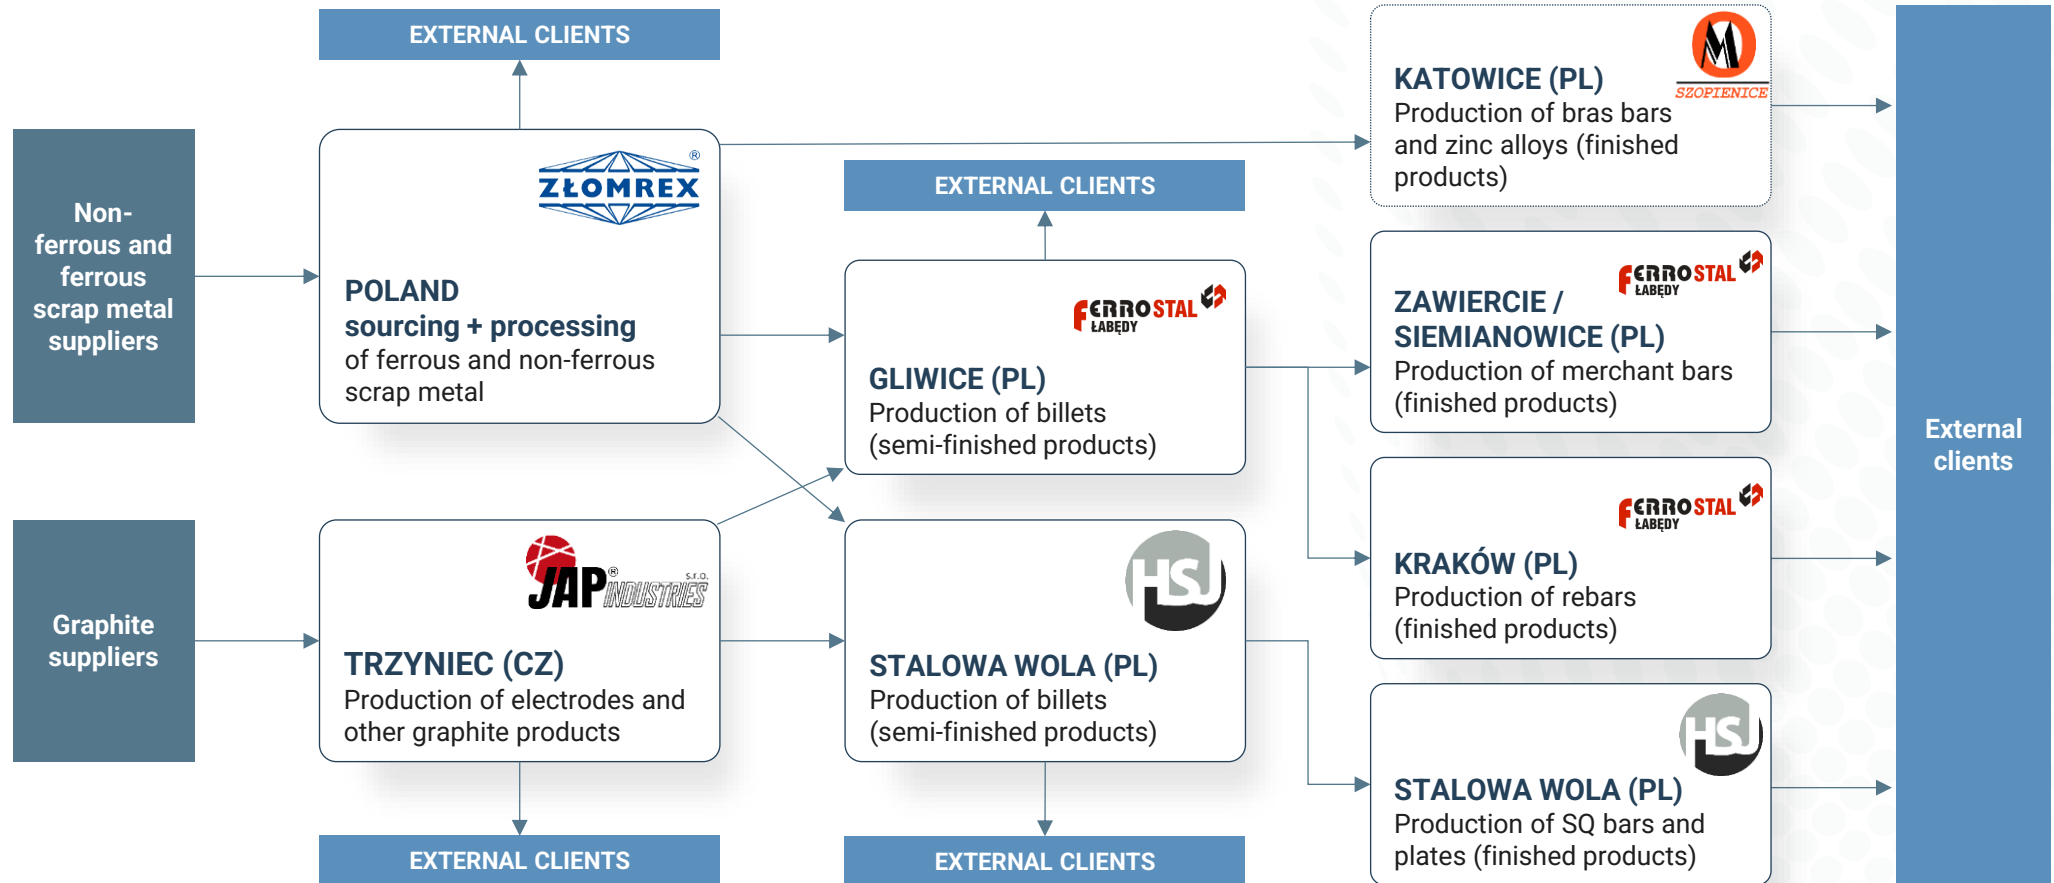 EXTERNAL CLIENTS
Non-
ferrous and
ferrous
scrap metal
suppliers
ZŁOMREX
®
POLAND
sourcing + processing
of ferrous and non-ferrous
scrap metal
EXTERNAL CLIENTS
FERROSTAL
ŁABĘDY
GLIWICE (PL)
Production of billets
(semi-finished products)
SZOPIENICE
KATOWICE (PL)
Production of bras bars
and zinc alloys (finished
products)
FERROSTAL
ŁABĘDY
ZAWIERCIE /
SIEMIANOWICE (PL)
Production of merchant bars
(finished products)
External
clients
Graphite
suppliers
JAP® INDUSTRIES s.r.o.
TRZYNIEC (CZ)
Production of electrodes and
other graphite products
EXTERNAL CLIENTS
HSJ
STALOWA WOLA (PL)
Production of billets
(semi-finished products)
EXTERNAL CLIENTS
FERROSTAL
ŁABĘDY
KRAKÓW (PL)
Production of rebars
(finished products)
HSJ
STALOWA WOLA (PL)
Production of SQ bars and
plates (finished products)